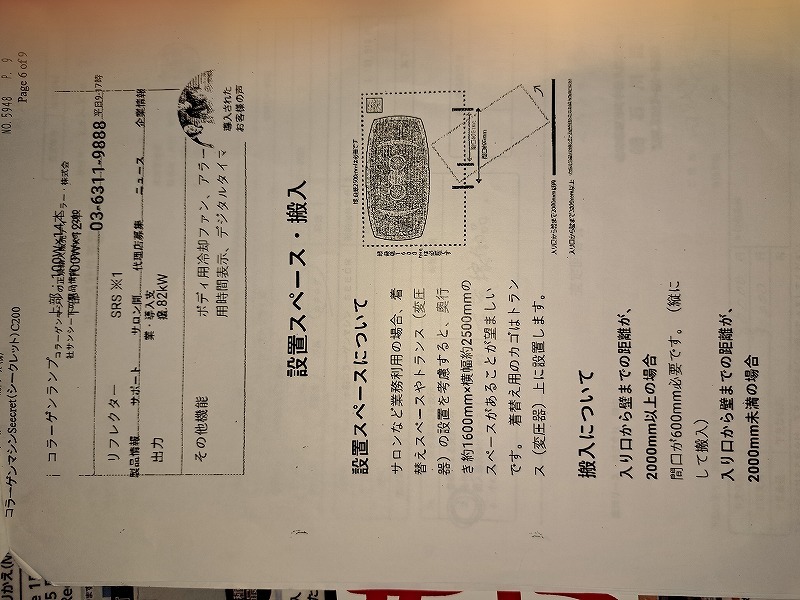 NO. 5948 P. 9
Page 6 of 9
コラーゲンマシンSeecret(シークレット)C200
コラーゲンランプ
上部：100W×14本
03-6311-9888
リフレクター
SRS ※1
製品情報 サポート サロン開業・導入支援 代理店募集 ニュース 企業情報
出力
.82kW
その他機能
ボディ用冷却ファン、アラー
用時間表示、デジタルタイマ
導入された
お客様の声
設置スペース・搬入
設置スペースについて
サロンなど業務利用の場合、着
替えスペースやトランス（変圧
器）の設置を考慮すると、奥行
き約1600mm×横幅約2500mmの
スペースがあることが望ましい
です。着替え用のカゴはトラン
ス（変圧器）上に設置します。
搬入について
入り口から壁までの距離が、
2000mm以上の場合
間口が600mm必要です。（縦に
して搬入）
入り口から壁までの距離が、
2000mm未満の場合